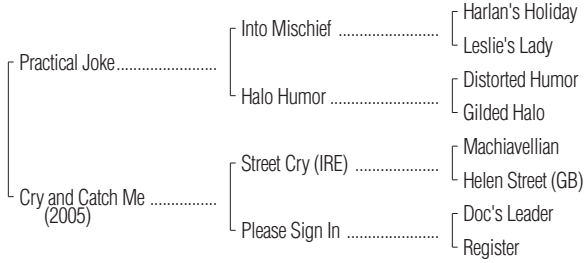 Harlan's Holiday
Into Mischief ........................
Leslie's Lady
Practical Joke........................
Distorted Humor
Halo Humor ..........................
Gilded Halo
Machiavellian
Street Cry (IRE) ....................
Helen Street (GB)
Cry and Catch Me ................
(2005)
Doc's Leader
Please Sign In ......................
Register